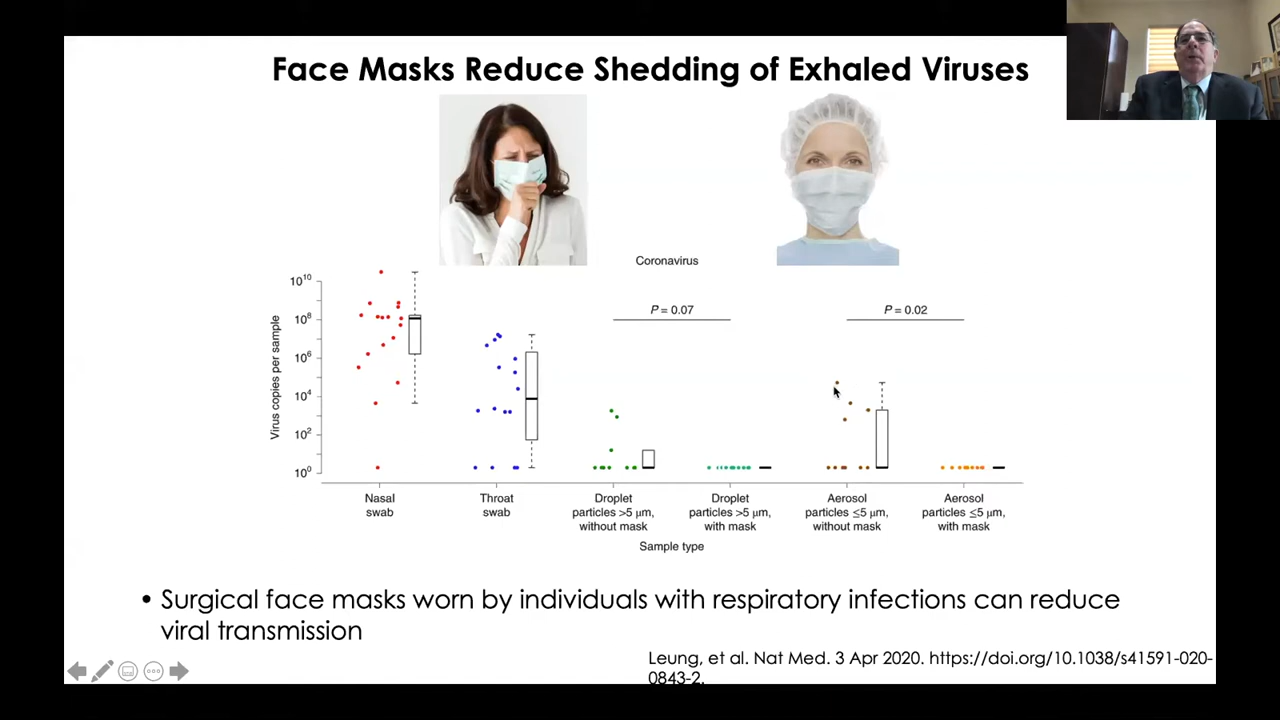 Face Masks Reduce Shedding of Exhaled Viruses
Coronavirus
P = 0.07
P = 0.02
Virus copies per sample
10^10
10^8
10^6
10^4
10^2
10^0
Nasal
swab
Throat
swab
Droplet
particles >5 μm,
without mask
Droplet
particles >5 μm,
with mask
Aerosol
particles ≤5 μm,
without mask
Aerosol
particles ≤5 μm,
with mask
Sample type
• Surgical face masks worn by individuals with respiratory infections can reduce
viral transmission
Leung, et al. Nat Med. 3 Apr 2020. https://doi.org/10.1038/s41591-020-
0843-2.